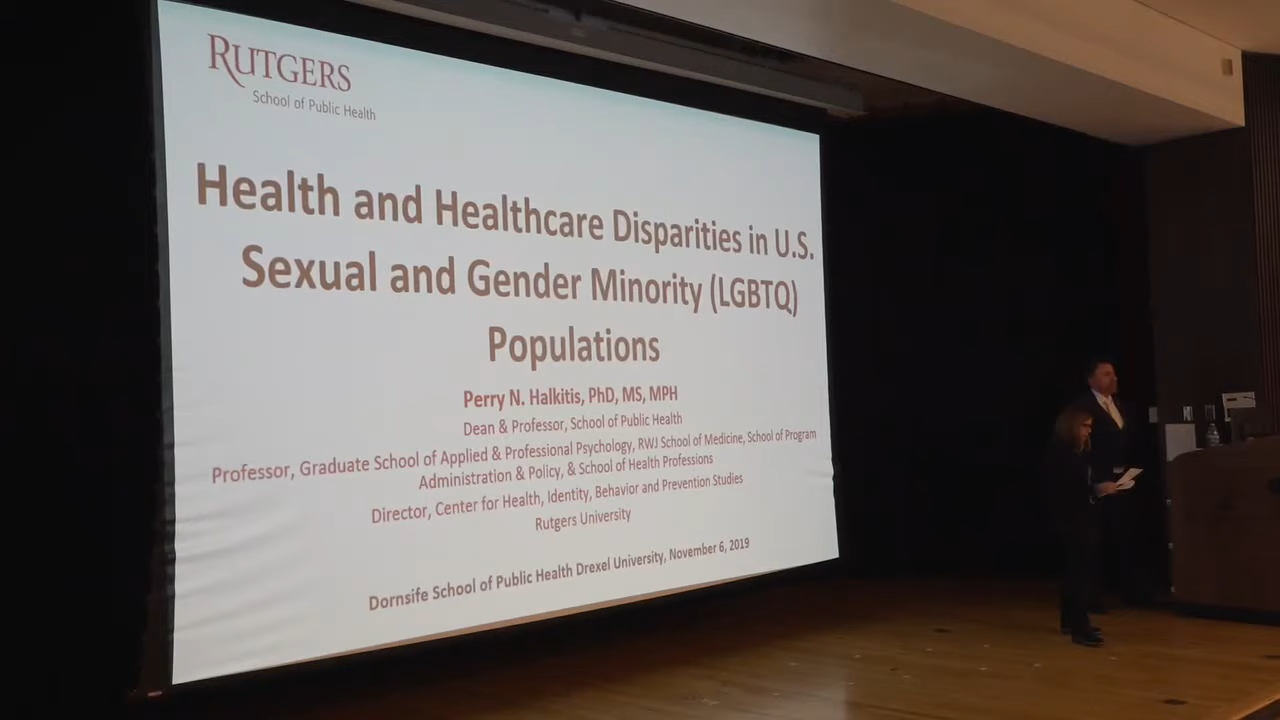 RUTGERS
School of Public Health
Health and Healthcare Disparities in U.S.
Sexual and Gender Minority (LGBTQ)
Populations
Perry N. Halkitis, PhD, MS, MPH
Dean & Professor, School of Public Health
Professor, Graduate School of Applied & Professional Psychology, RWJ School of Medicine, School of Program
Administration & Policy, & School of Health Professions
Director, Center for Health, Identity, Behavior and Prevention Studies
Rutgers University
Dornsife School of Public Health Drexel University, November 6, 2019